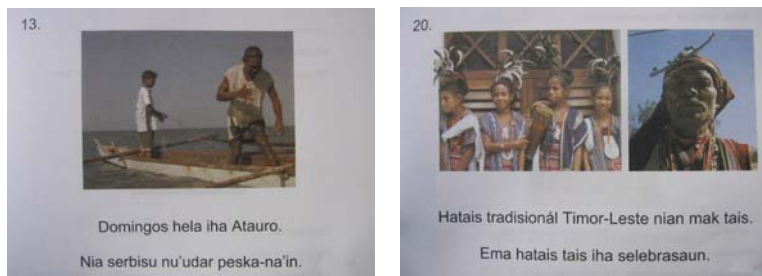 13.
Domingos hela iha Atauro.
Nia serbisu nu'udar peska-na'in.
20.
Hatais tradisionál Timor-Leste nian mak tais.
Ema hatais tais iha selebrasaun.